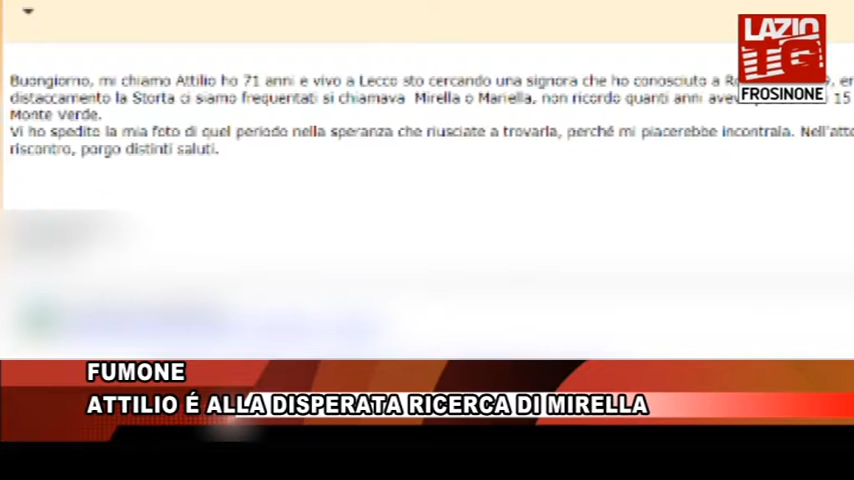 LAZIO
TG
FROSINONE
Buongiorno, mi chiamo Attilio ho 71 anni e vivo a Lecco sto cercando una signora che ho conosciuto a
distaccamento la Storta ci siamo frequentati si chiamava Mirella o Mariella, non ricordo quanti anni 15
Monte Verde.
Vi ho spedito la mia foto di quel periodo nella speranza che riusciate a trovarla, perché mi piacerebbe incontrala.
riscontro, porgo distinti saluti.
FUMONE
ATTILIO É ALLA DISPERATA RICERCA DI MIRELLA